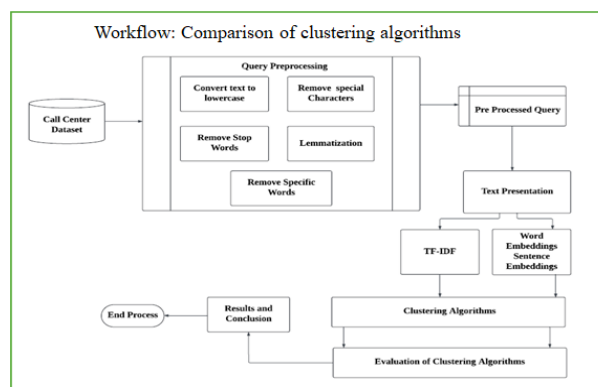 Workflow: Comparison of clustering algorithms
Query Preprocessing
Call Center
Dataset
Convert text to
lowercase
Remove special
Characters
Remove Stop
Words
Lemmatization
Remove Specific
Words
Pre Processed Query
Text Presentation
TF-IDF
Word
Embeddings
Sentence
Embeddings
Clustering Algorithms
Evaluation of Clustering Algorithms
Results and
Conclusion
End Process